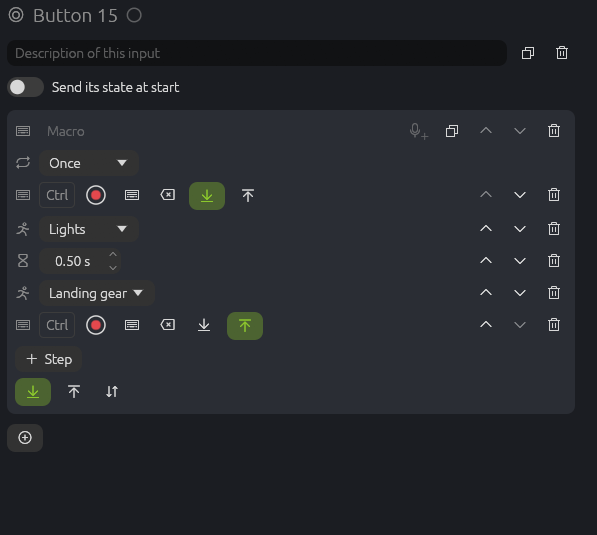 Button 15
Description of this input
Send its state at start
Macro
Once
Ctrl
Lights
0.50 s
Landing gear
Ctrl
+ Step